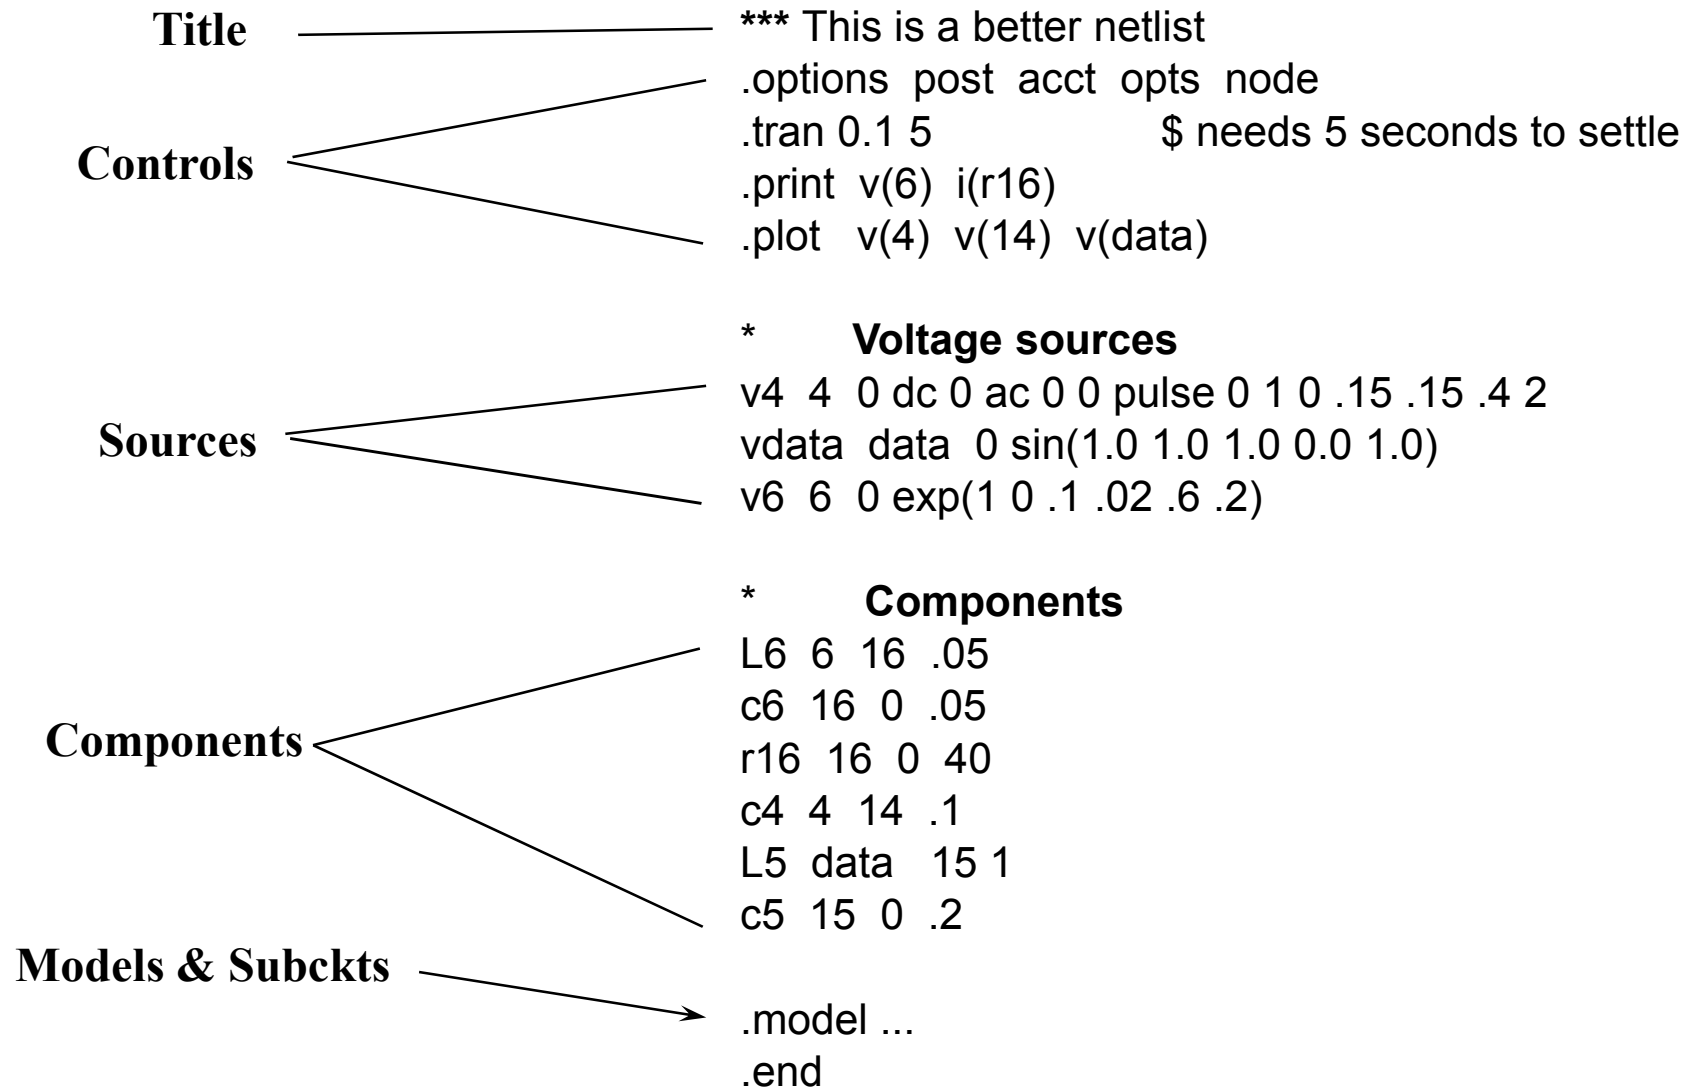 Title
*** This is a better netlist
.options post acct opts node
.tran 0.1 5 $ needs 5 seconds to settle
Controls
.print v(6) i(r16)
.plot v(4) v(14) v(data)
* Voltage sources
v4 4 0 dc 0 ac 0 0 pulse 0 1 0 .15 .15 .4 2
Sources
vdata data 0 sin(1.0 1.0 1.0 0.0 1.0)
v6 6 0 exp(1 0 .1 .02 .6 .2)
* Components
L6 6 16 .05
c6 16 0 .05
Components
r16 16 0 40
c4 4 14 .1
L5 data 15 1
c5 15 0 .2
Models & Subckts
.model ...
.end